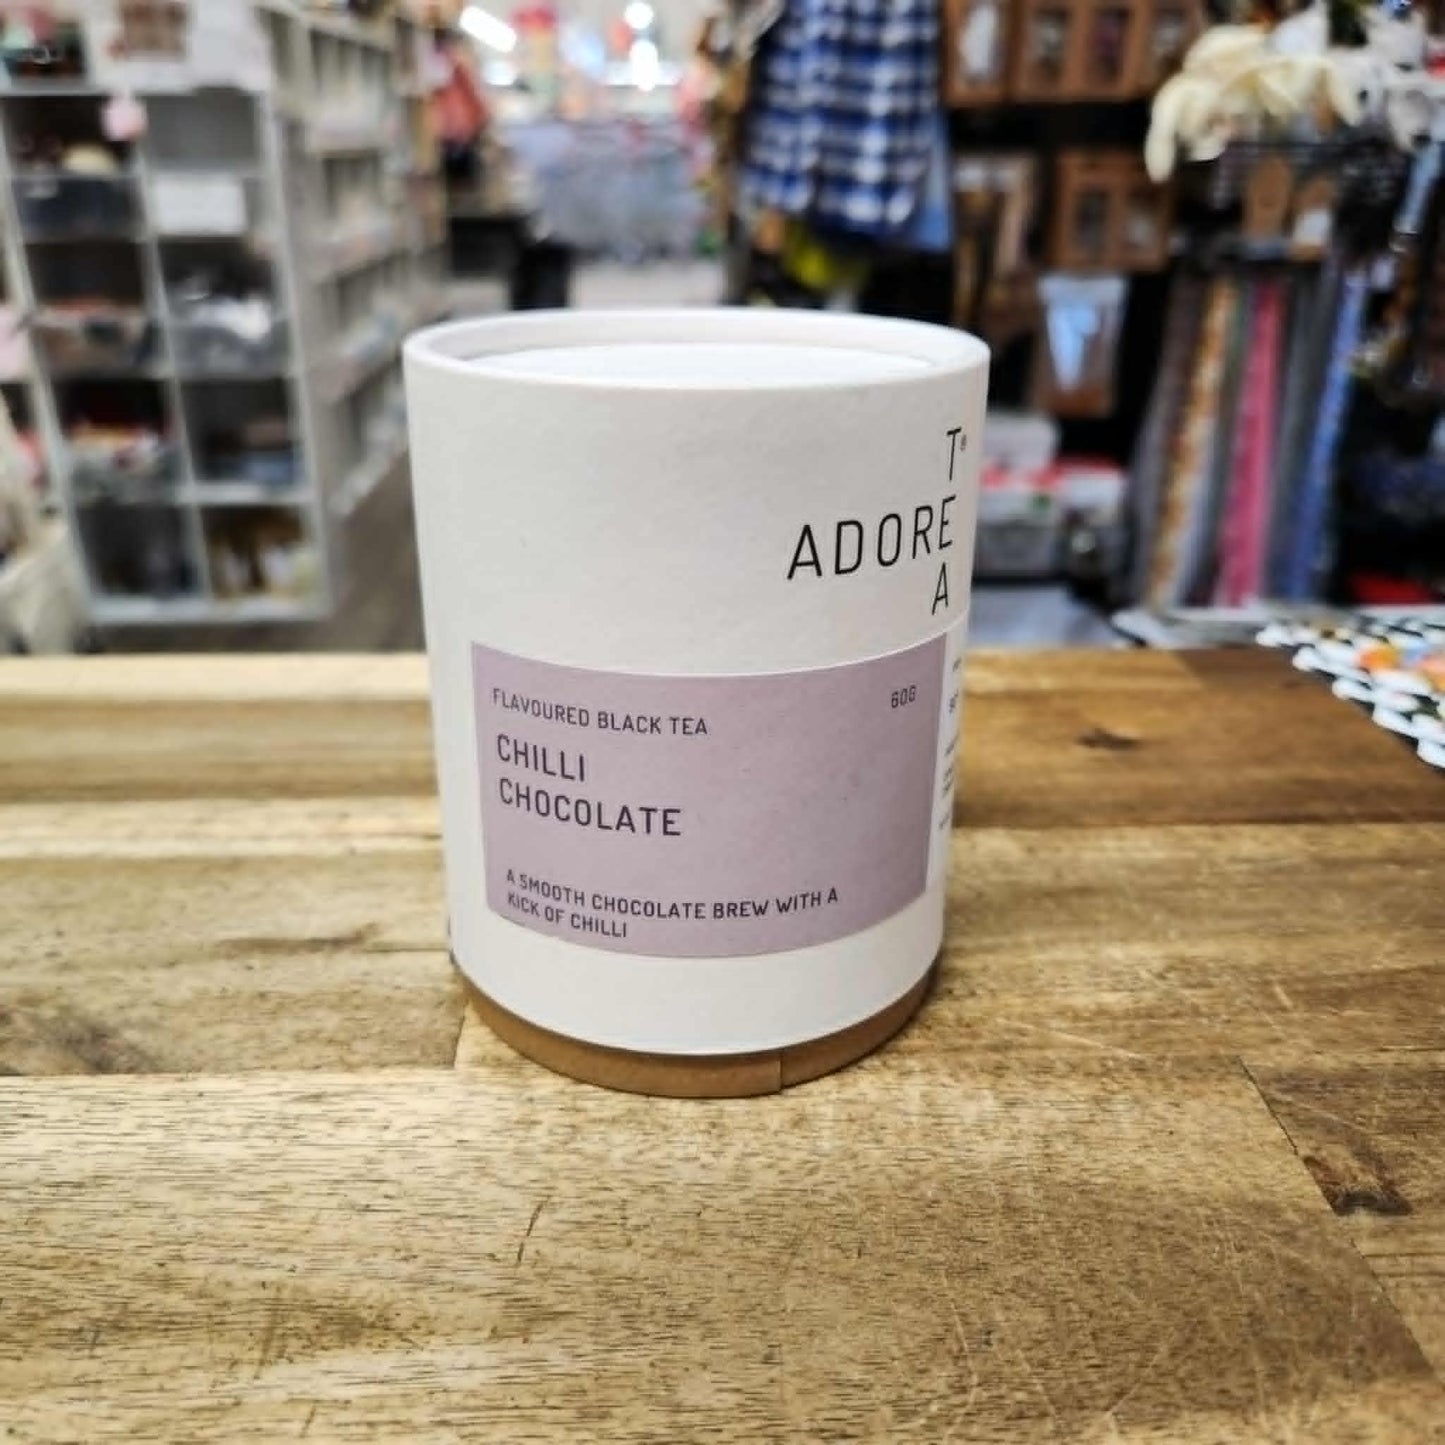 T®
ADORE
A
FLAVOURED BLACK TEA
60G
CHILLI
CHOCOLATE
A SMOOTH CHOCOLATE BREW WITH A
KICK OF CHILLI